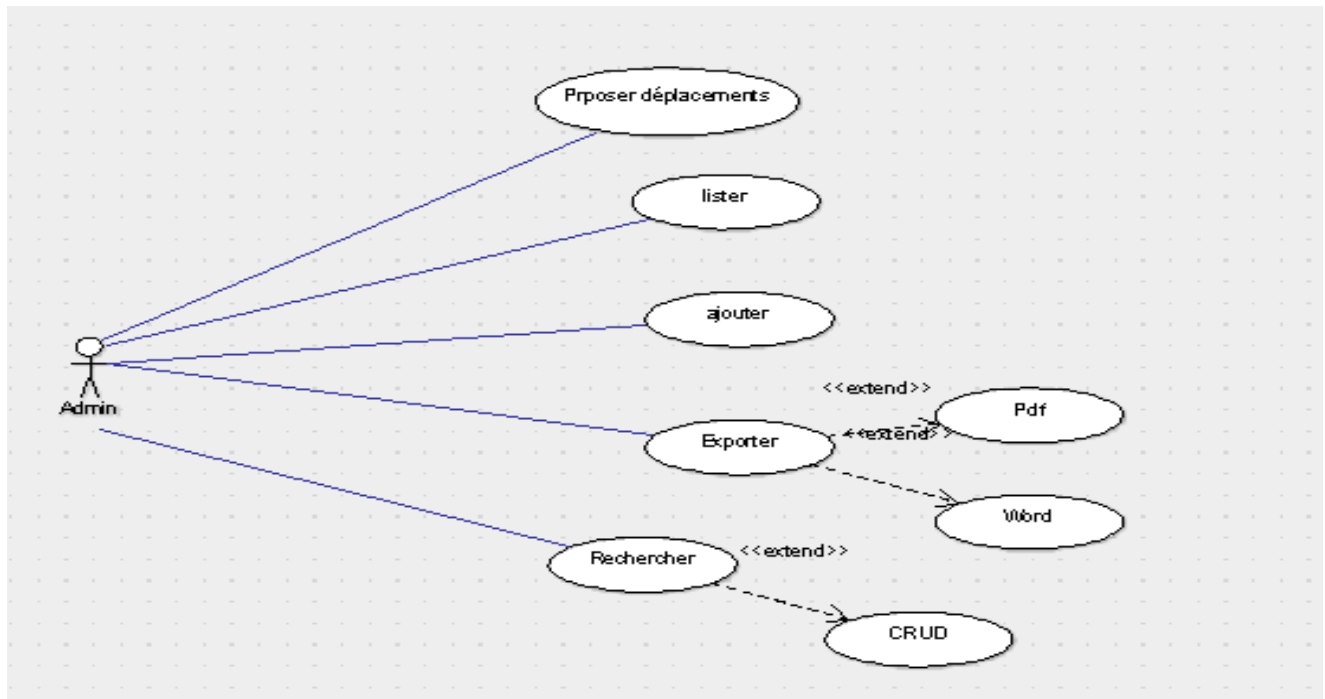 Prposer déplacements
lister
ajouter
Admin
<<extend>>
Pdf
Exporter
<<extend>>
Word
Rechercher
<<extend>>
CRUD